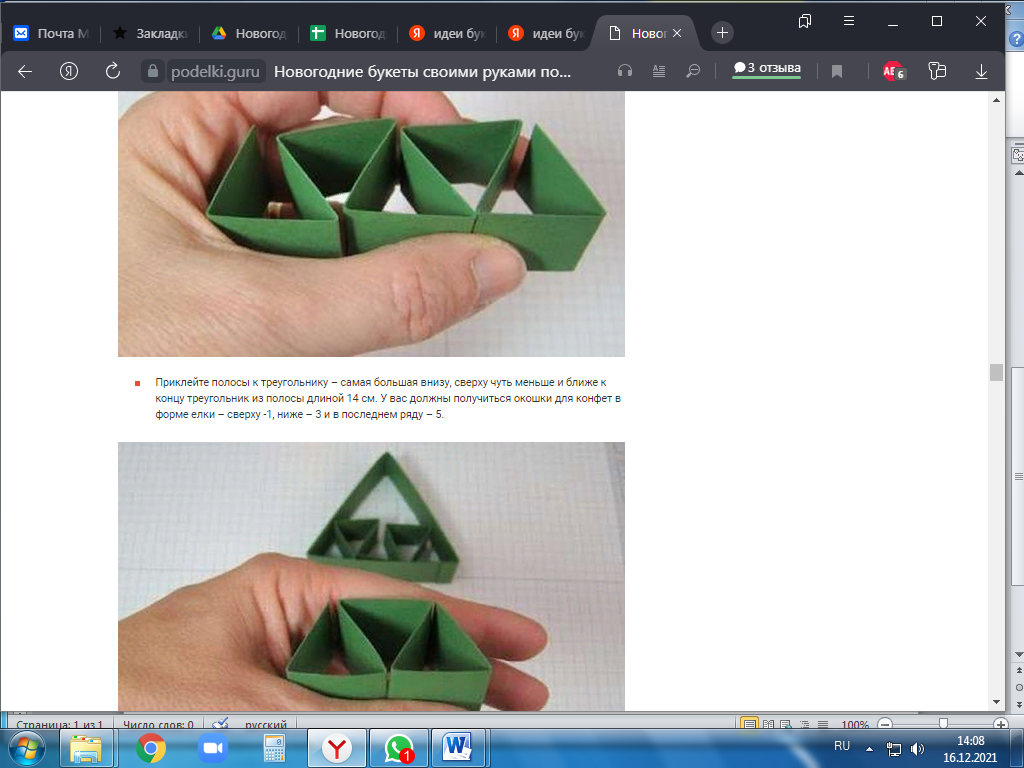 Почта М
Закладки
Новогод
Новогод
идеи бук
идеи бук
Новог
podelki.guru
Новогодние букеты своими руками по...
3 отзыва
6
Приклейте полосы к треугольнику – самая большая внизу, сверху чуть меньше и ближе к
концу треугольник из полосы длиной 14 см. У вас должны получиться окошки для конфет в
форме елки – сверху -1, ниже – 3 и в последнем ряду – 5.
Страница: 1 из 1
Число слов: 0
русский
100%
1
RU
14:08
16.12.2021